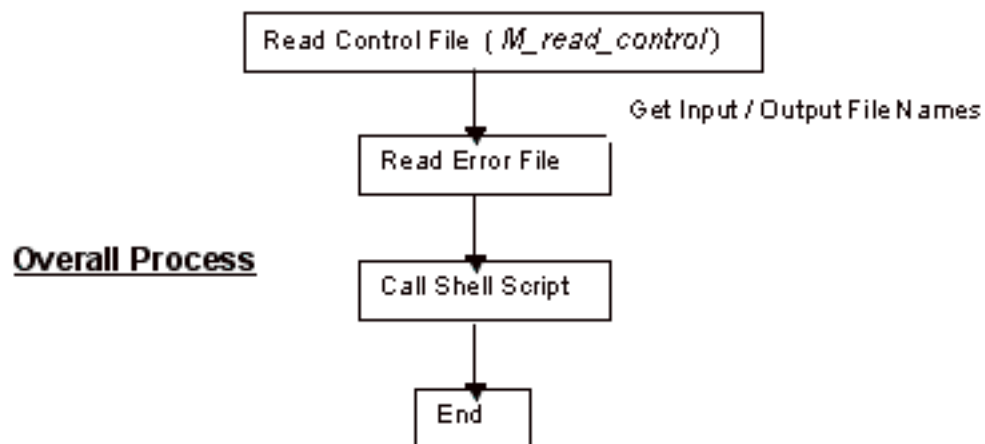 Read Control File ( M_read_control)
Get Input / Output File Names
Read Error File
Overall Process
Call Shell Script
End